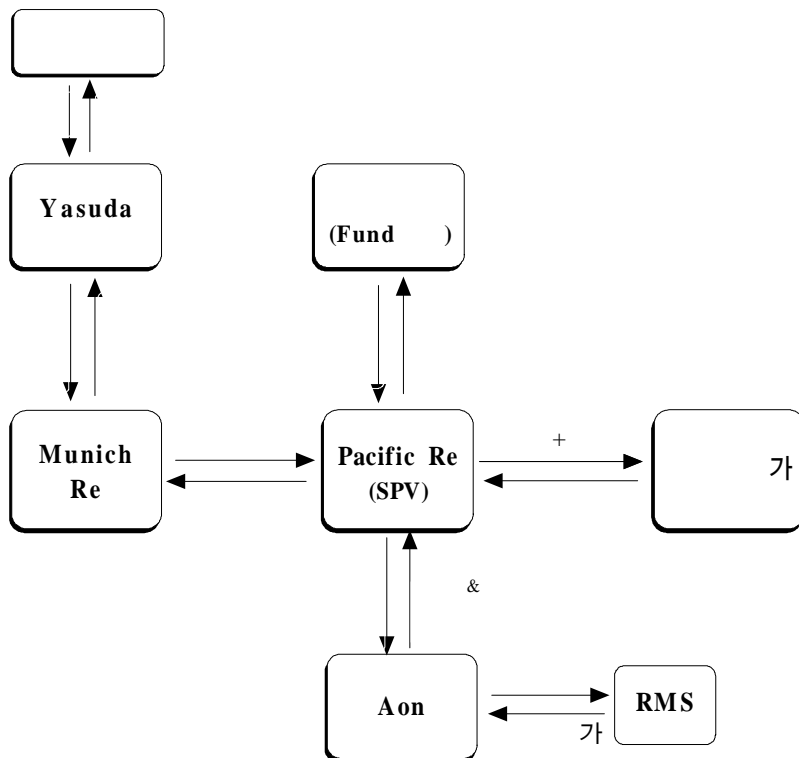 Yasuda
(Fund )
Munich
Re
Pacific Re
(SPV)
+
가
&
Aon
RMS
가